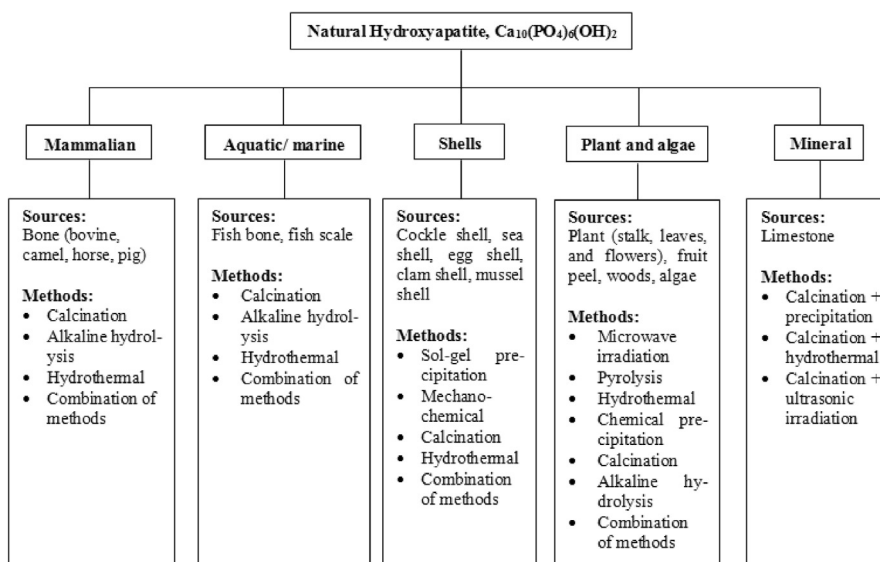 Natural Hydroxyapatite, Ca₁₀(PO₄)₆(OH)₂
Mammalian
Sources:
Bone (bovine,
camel, horse, pig)
Methods:
• Calcination
• Alkaline hydrol-
ysis
• Hydrothermal
• Combination of
methods
Aquatic/ marine
Sources:
Fish bone, fish scale
Methods:
• Calcination
• Alkaline hydrol-
ysis
• Hydrothermal
• Combination of
methods
Shells
Sources:
Cockle shell, sea
shell, egg shell,
clam shell, mussel
shell
Methods:
• Sol-gel pre-
cipitation
• Mechano-
chemical
• Calcination
• Hydrothermal
• Combination
of methods
Plant and algae
Sources:
Plant (stalk, leaves,
and flowers), fruit
peel, woods, algae
Methods:
• Microwave
irradiation
• Pyrolysis
• Hydrothermal
• Chemical pre-
cipitation
• Calcination
• Alkaline hy-
drolysis
• Combination
of methods
Mineral
Sources:
Limestone
Methods:
• Calcination +
precipitation
• Calcination +
hydrothermal
• Calcination +
ultrasonic
irradiation